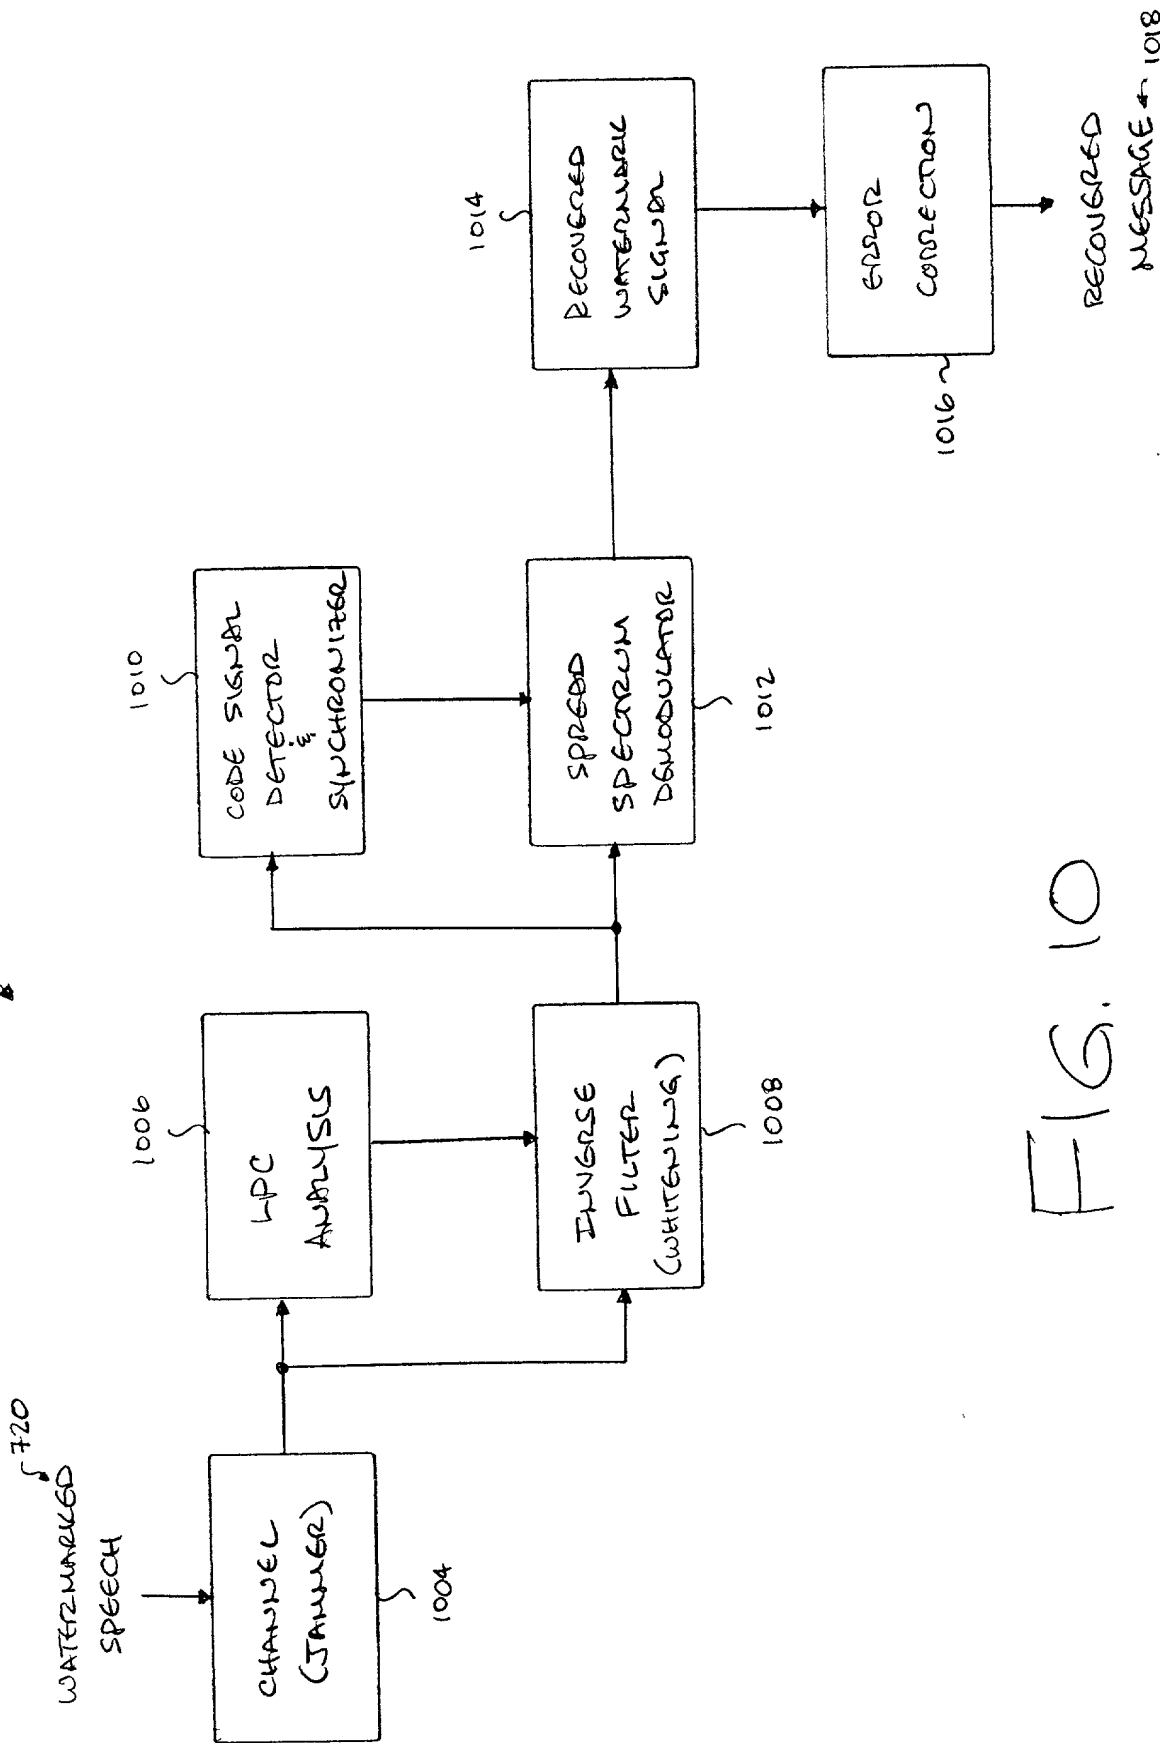 WATERMARKED
720
SPEECH
CHANNEL
(JAMMER)
1004
1006
LPC
ANALYSIS
INVERSE
FILTER
(WHITENING)
1008
1010
CODE SIGNAL
DETECTOR
&
SYNCHRONIZER
SPREAD
SPECTRUM
DEMODULATOR
1012
1014
RECOVERED
WATERMARK
SIGNAL
ERROR
CORRECTION
1016
RECOVERED
MESSAGE
1018
FIG. 10